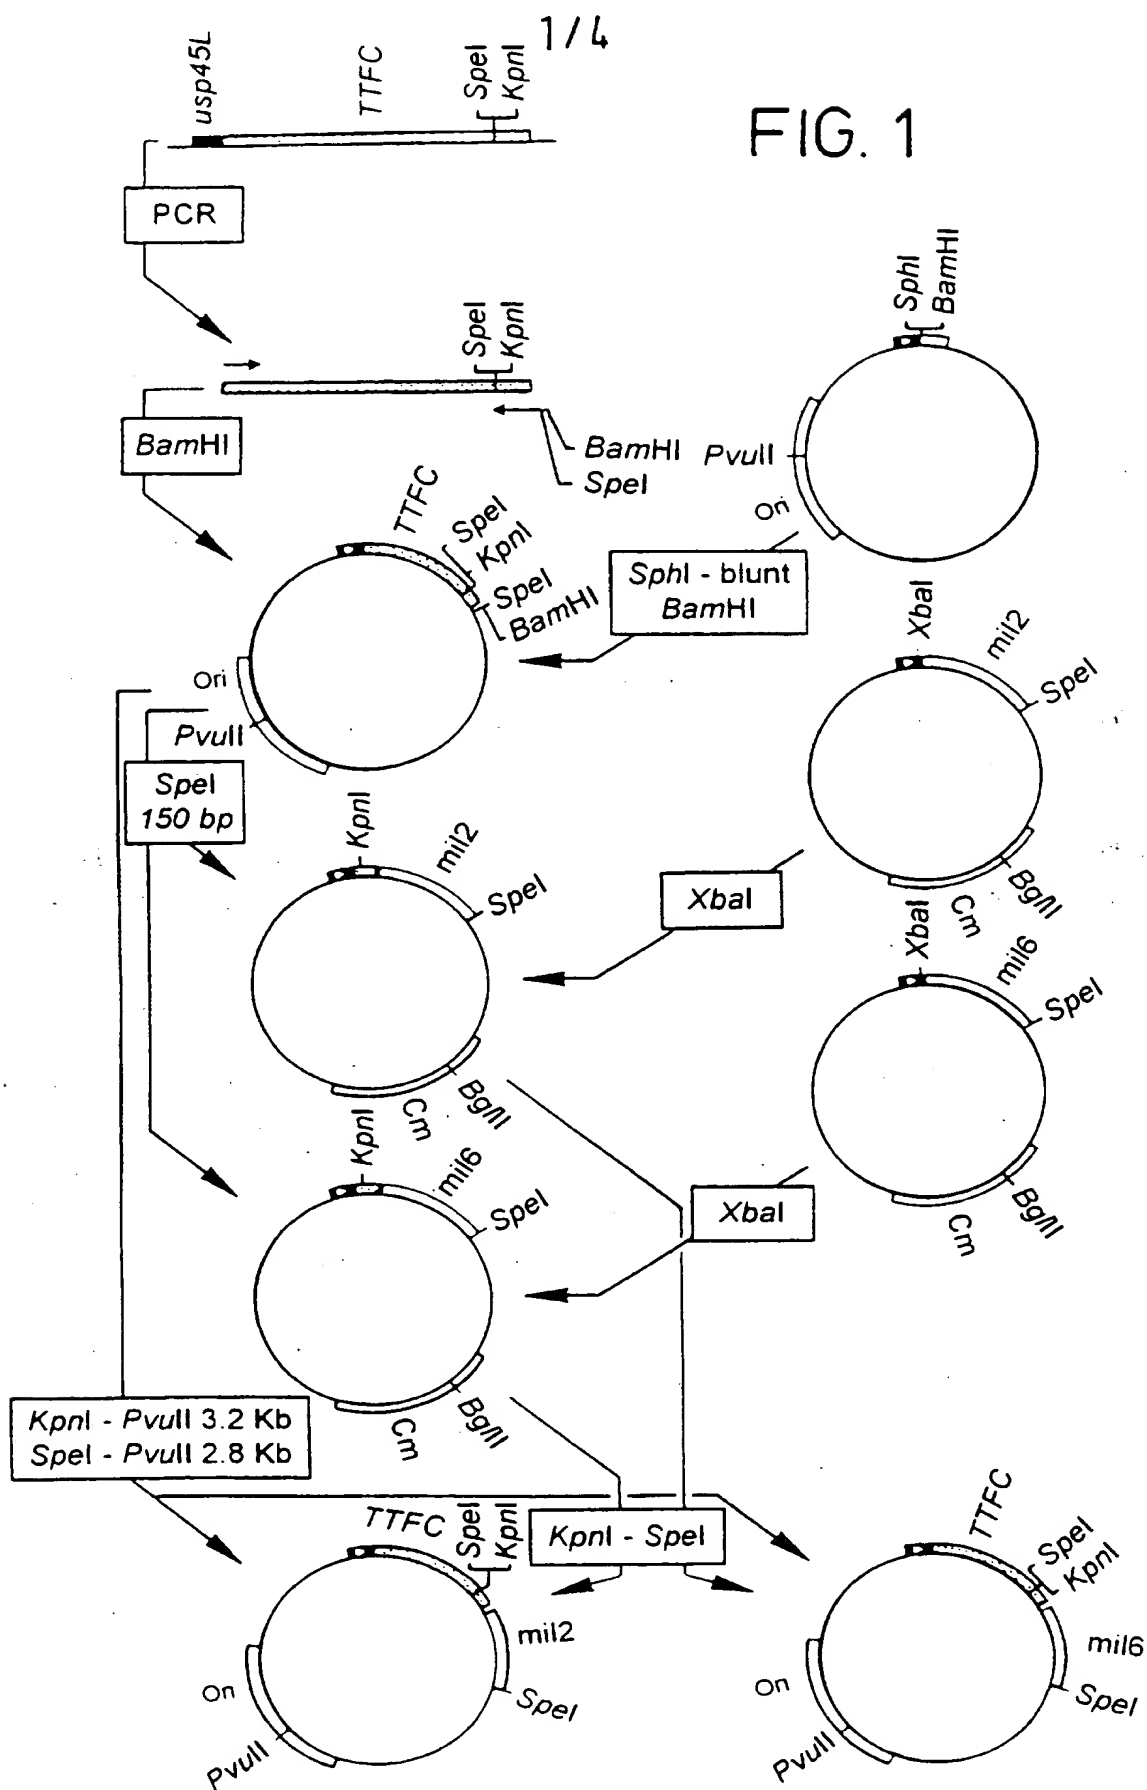 1/4
FIG. 1
usp45L
TTFC
SpeI
KpnI
PCR
SpeI
KpnI
SphI
BamHI
BamHI
BamHI
SpeI
PvuII
Ori
TTFC
SpeI
KpnI
SpeI
BamHI
SphI - blunt
BamHI
Ori
PvuII
XbaI
mil2
SpeI
BglII
Cm
SpeI
150 bp
KpnI
mil2
SpeI
BglII
Cm
XbaI
XbaI
mil6
SpeI
BglII
Cm
KpnI
mil6
SpeI
BglII
Cm
XbaI
KpnI - PvuII 3.2 Kb
SpeI - PvuII 2.8 Kb
KpnI - SpeI
TTFC
SpeI
KpnI
mil2
SpeI
Ori
PvuII
TTFC
SpeI
KpnI
mil6
SpeI
Ori
PvuII